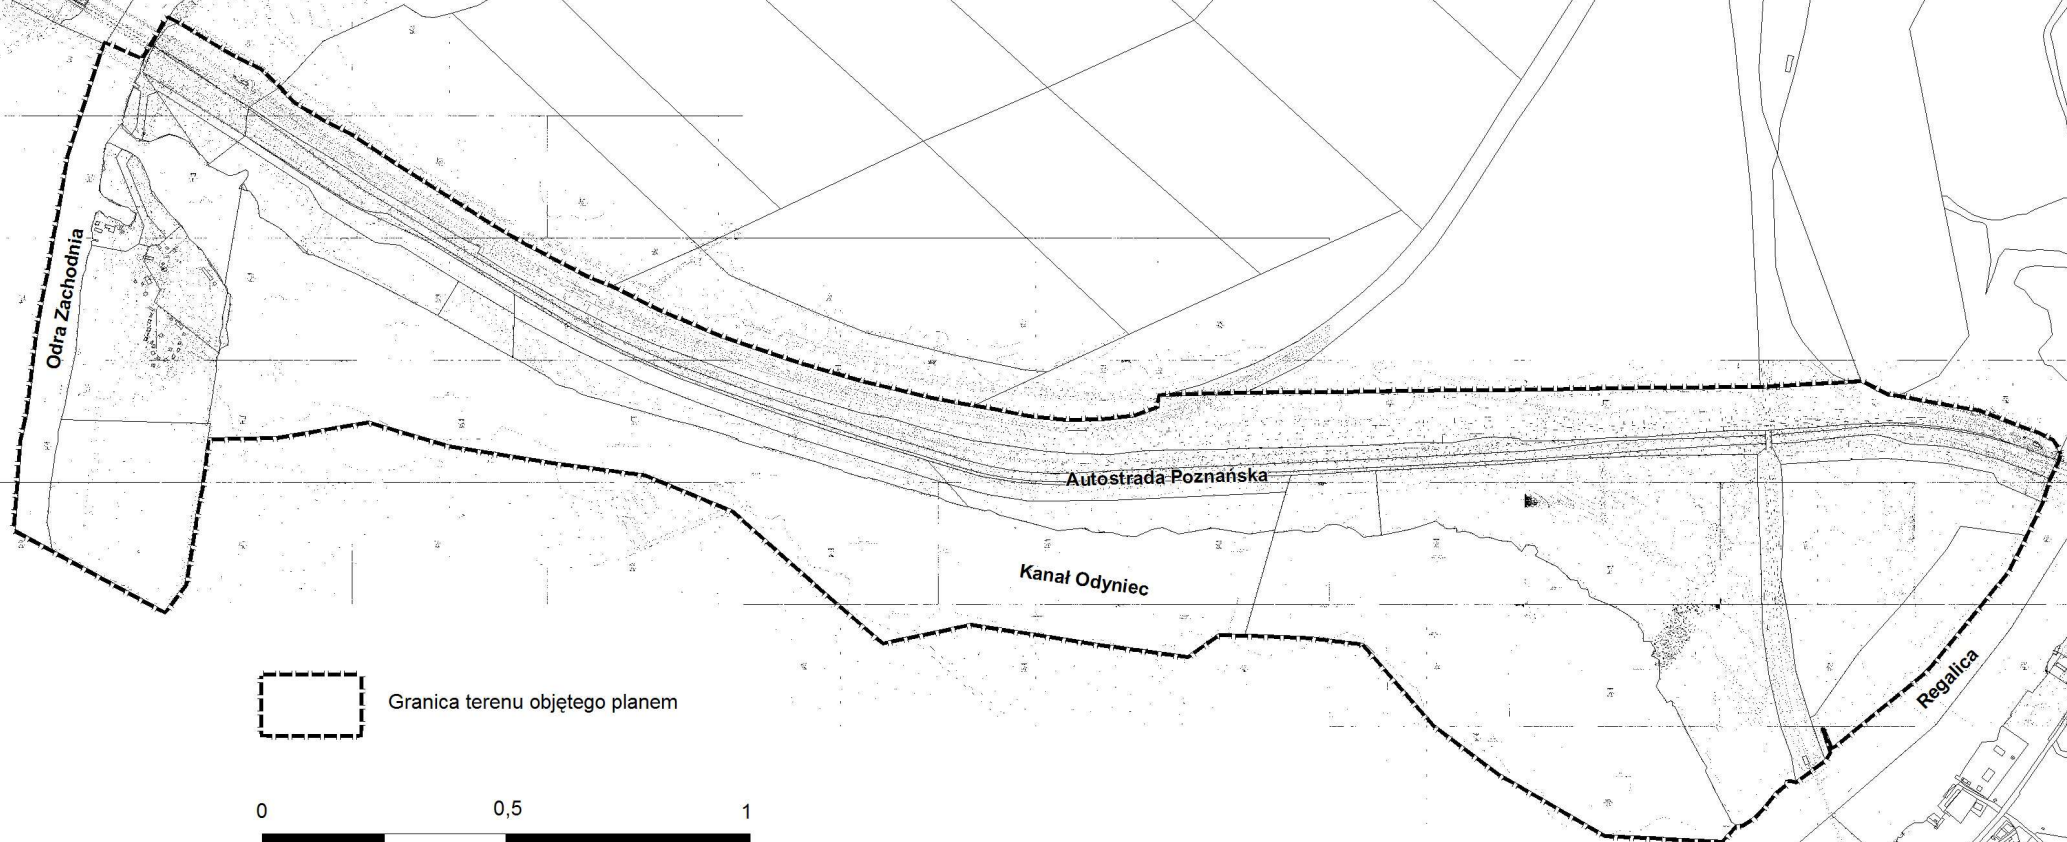 Odra Zachodnia
Autostrada Poznańska
Kanał Odyniec
Regalica
Granica terenu objętego planem
0 0,5 1